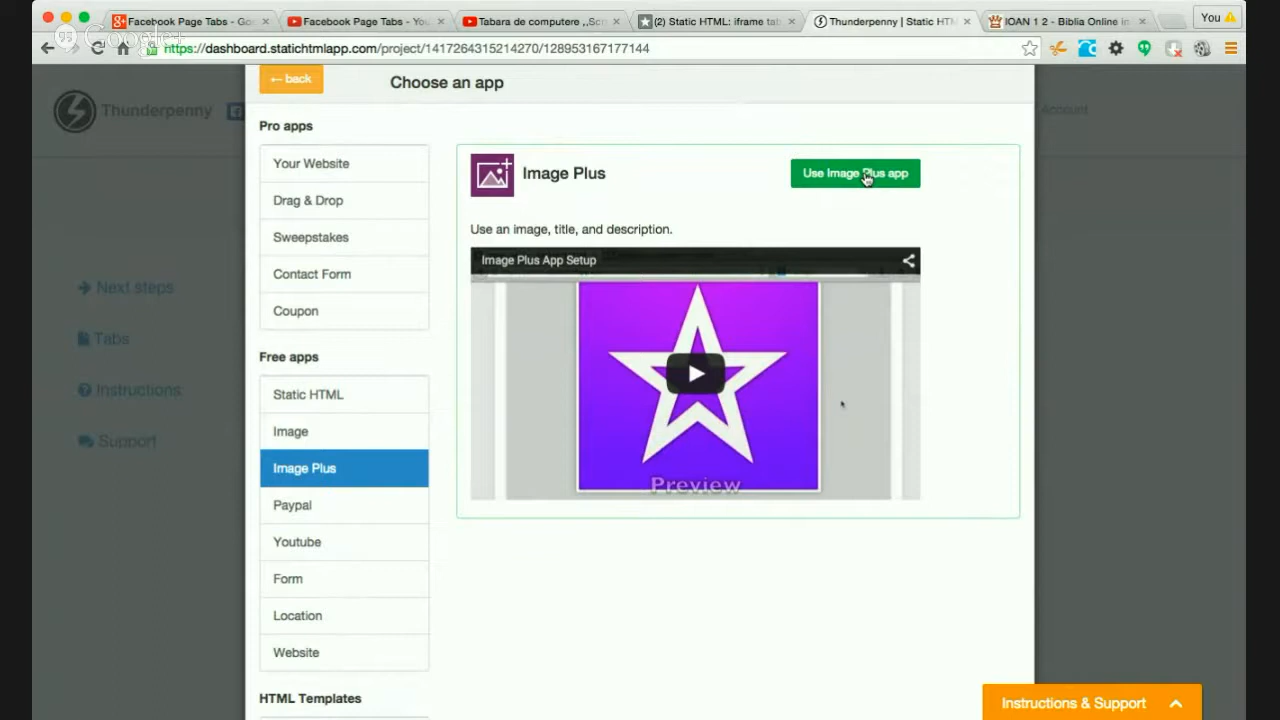 Facebook Page Tabs - Go
Facebook Page Tabs - You
Tabara de computere ,,Scr
(2) Static HTML: iframe tab
Thunderpenny | Static HTM
IOAN 1 2 - Biblia Online in
You
Google+
https://dashboard.statichtmlapp.com/project/1417264315214270/128953167177144
← back
Choose an app
Thunderpenny
Account
Pro apps
Your Website
Drag & Drop
Sweepstakes
Contact Form
Coupon
Free apps
Static HTML
Image
Image Plus
Paypal
Youtube
Form
Location
Website
HTML Templates
Image Plus
Use Image Plus app
Use an image, title, and description.
Image Plus App Setup
Preview
Next steps
Tabs
Instructions
Support
Instructions & Support